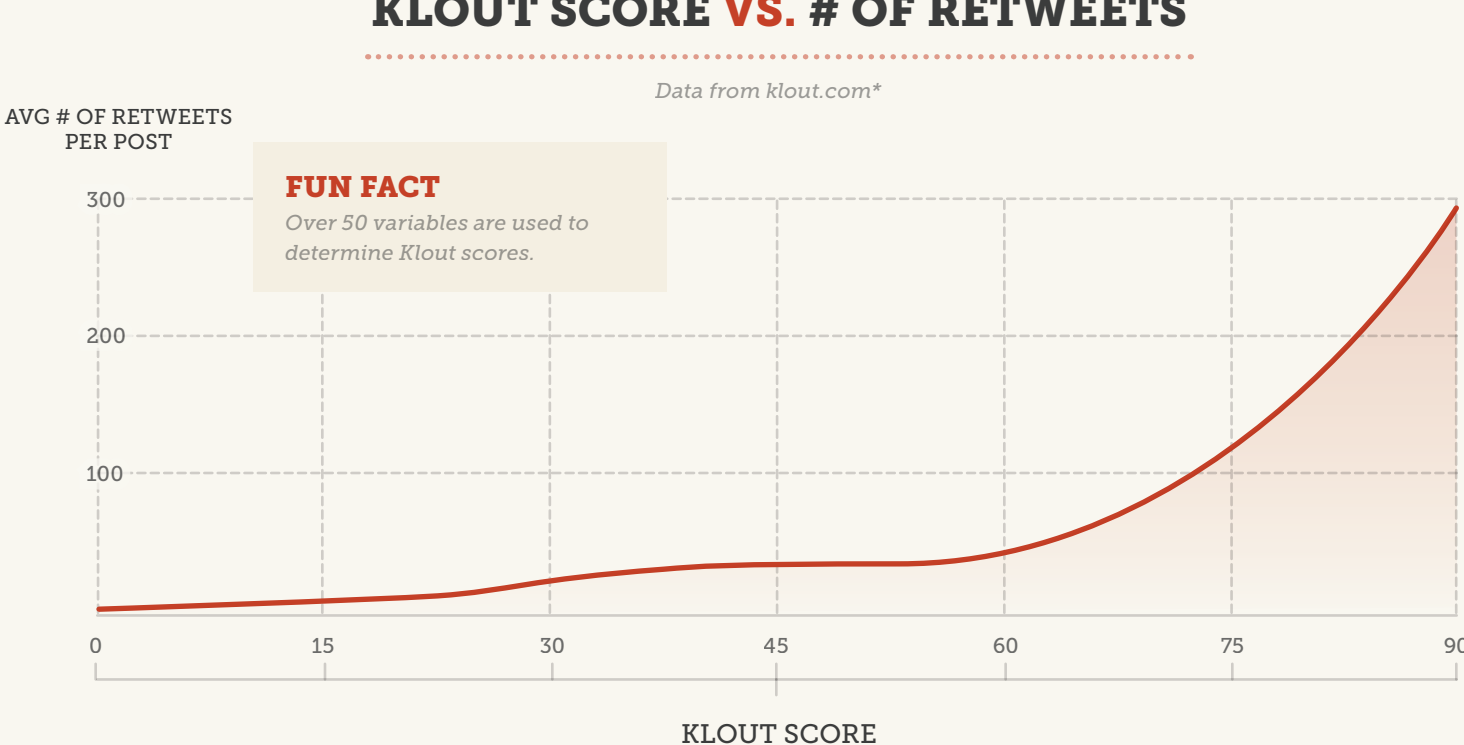 KLOUT SCORE VS. # OF RETWEETS
Data from klout.com*
AVG # OF RETWEETS
PER POST
FUN FACT
Over 50 variables are used to
determine Klout scores.
300
200
100
0 15 30 45 60 75 90
KLOUT SCORE